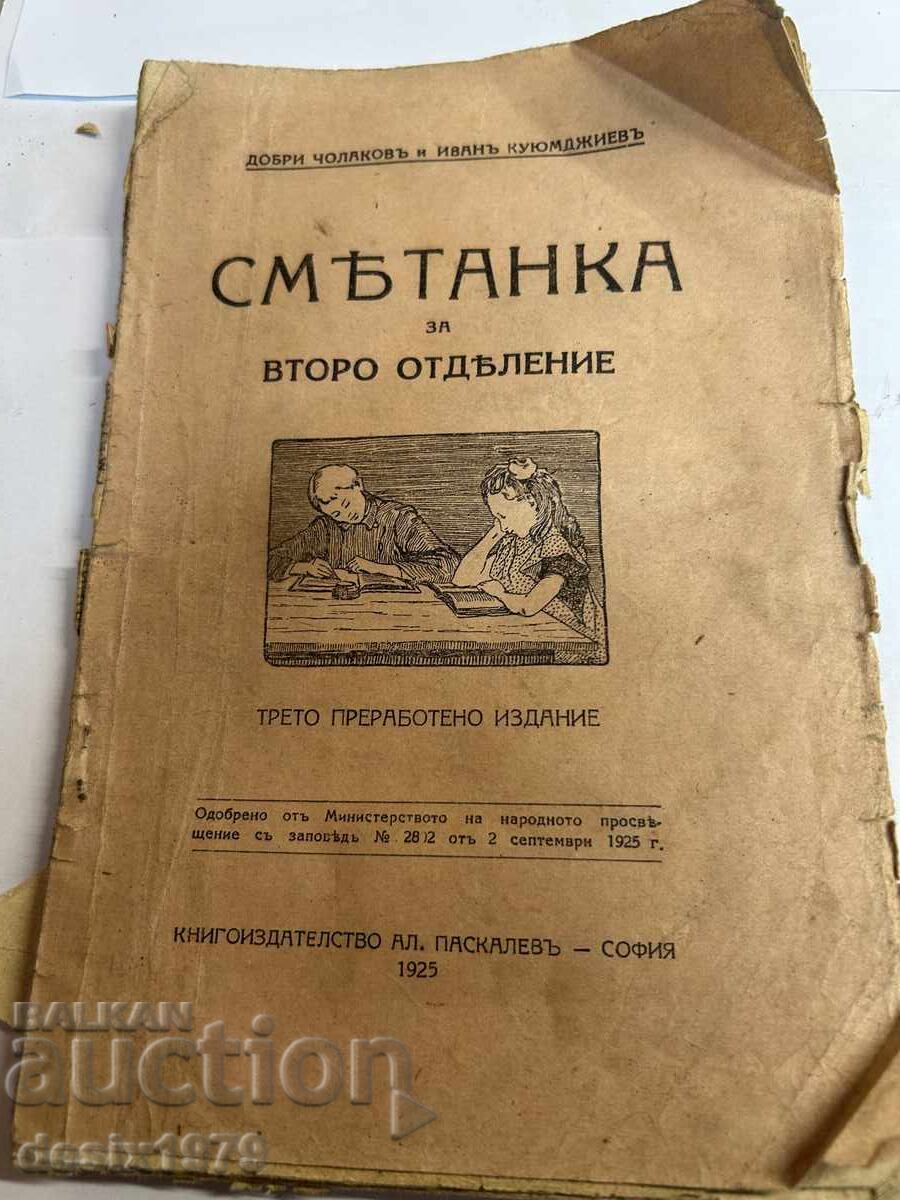 ДОБРИ ЧОЛАКОВЪ и ИВАНЪ КУЮМДЖИЕВЪ
СМѢТАНКА
ЗА
ВТОРО ОТДѢЛЕНИЕ
ТРЕТО ПРЕРАБОТЕНО ИЗДАНИЕ
Одобрено отъ Министерството на народното просвѣ-
щение съ заповѣдь № 2802 отъ 2 септември 1925 г.
КНИГОИЗДАТЕЛСТВО АЛ. ПАСКАЛЕВЪ — СОФИЯ
1925
BALKAN
auction
desix1979